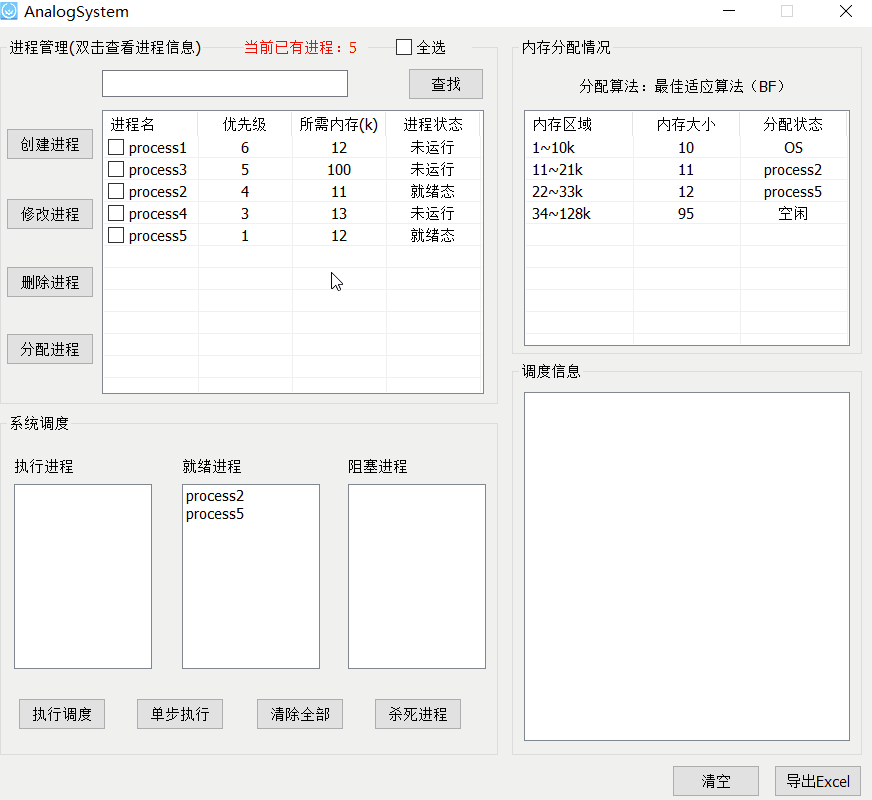 AnalogSystem
进程管理(双击查看进程信息) 当前已有进程：5 全选
查找
进程名 优先级 所需内存(k) 进程状态
process1 6 12 未运行
process3 5 100 未运行
process2 4 11 就绪态
process4 3 13 未运行
process5 1 12 就绪态
创建进程
修改进程
删除进程
分配进程
内存分配情况
分配算法：最佳适应算法（BF）
内存区域 内存大小 分配状态
1~10k 10 OS
11~21k 11 process2
22~33k 12 process5
34~128k 95 空闲
系统调度
执行进程 就绪进程 阻塞进程
process2
process5
执行调度 单步执行 清除全部 杀死进程
调度信息
清空 导出Excel